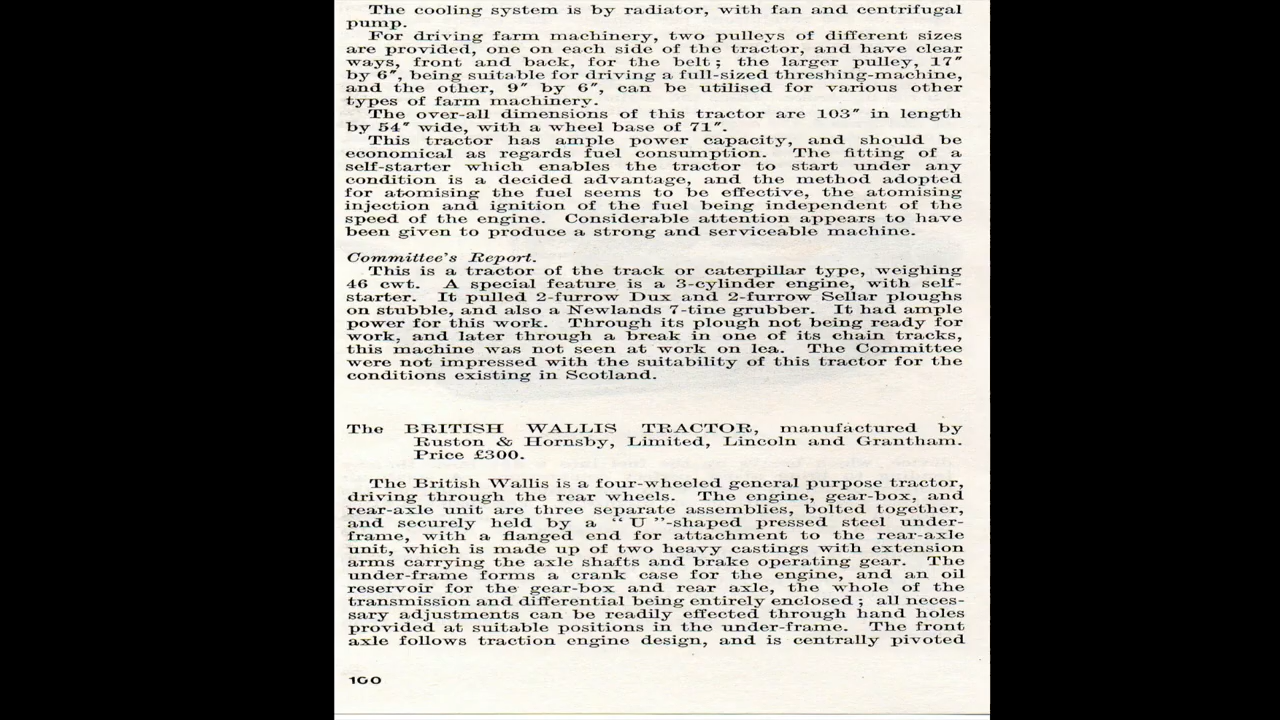 The cooling system is by radiator, with fan and centrifugal
pump.
For driving farm machinery, two pulleys of different sizes
are provided, one on each side of the tractor, and have clear
ways, front and back, for the belt ; the larger pulley, 17″
by 6″, being suitable for driving a full-sized threshing-machine,
and the other, 9″ by 6″, can be utilised for various other
types of farm machinery.
The over-all dimensions of this tractor are 103″ in length
by 54″ wide, with a wheel base of 71″.
This tractor has ample power capacity, and should be
economical as regards fuel consumption. The fitting of a
self-starter which enables the tractor to start under any
condition is a decided advantage, and the method adopted
for atomising the fuel seems to be effective, the atomising
injection and ignition of the fuel being independent of the
speed of the engine. Considerable attention appears to have
been given to produce a strong and serviceable machine.
Committee's Report.
This is a tractor of the track or caterpillar type, weighing
46 cwt. A special feature is a 3-cylinder engine, with self-
starter. It pulled 2-furrow Dux and 2-furrow Sellar ploughs
on stubble, and also a Newlands 7-tine grubber. It had ample
power for this work. Through its plough not being ready for
work, and later through a break in one of its chain tracks,
this machine was not seen at work on lea. The Committee
were not impressed with the suitability of this tractor for the
conditions existing in Scotland.
The BRITISH WALLIS TRACTOR, manufactured by
Ruston & Hornsby, Limited, Lincoln and Grantham.
Price £300.
The British Wallis is a four-wheeled general purpose tractor,
driving through the rear wheels. The engine, gear-box, and
rear-axle unit are three separate assemblies, bolted together,
and securely held by a “ U ”-shaped pressed steel under-
frame, with a flanged end for attachment to the rear-axle
unit, which is made up of two heavy castings with extension
arms carrying the axle shafts and brake operating gear. The
under-frame forms a crank case for the engine, and an oil
reservoir for the gear-box and rear axle, the whole of the
transmission and differential being entirely enclosed ; all neces-
sary adjustments can be readily effected through hand holes
provided at suitable positions in the under-frame. The front
axle follows traction engine design, and is centrally pivoted
160